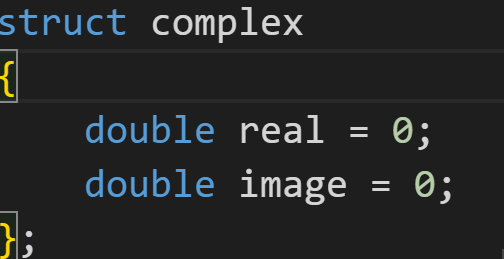 struct complex
{
    double real = 0;
    double image = 0;
};